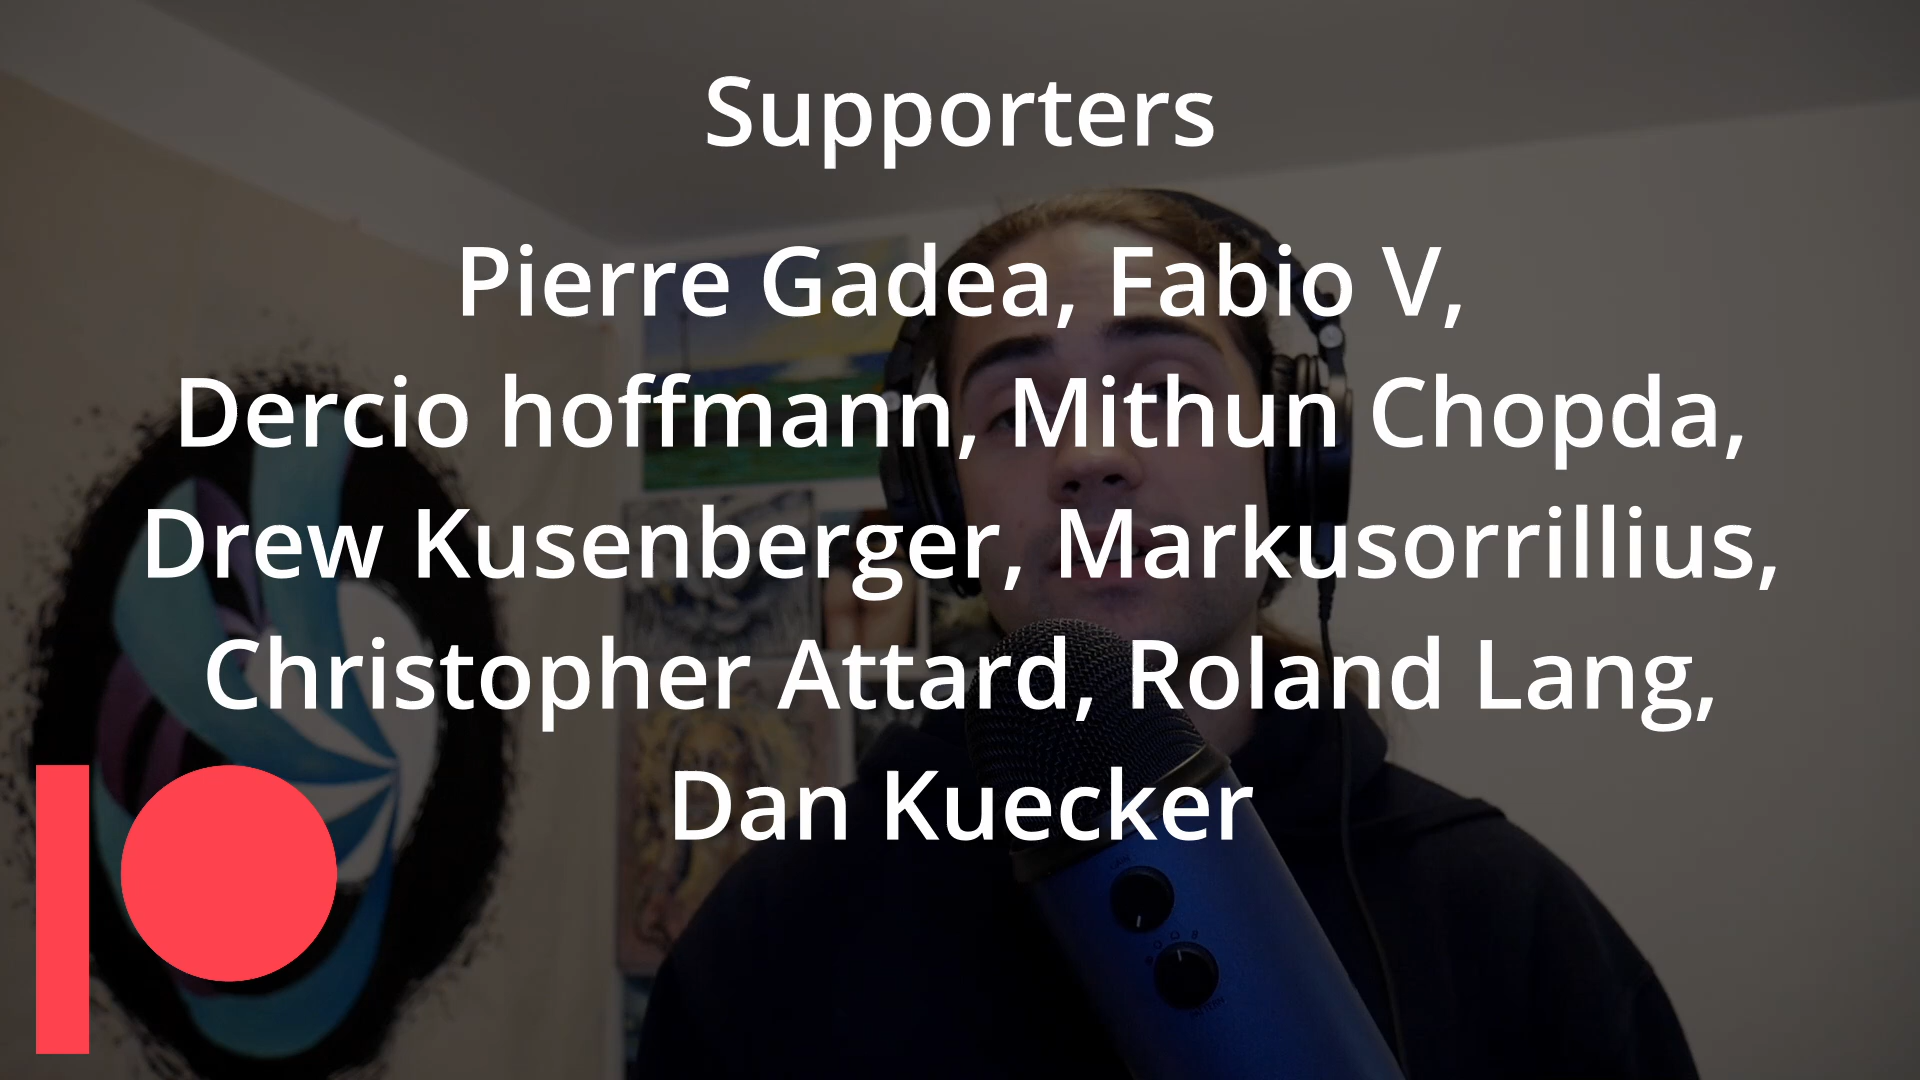 Supporters
Pierre Gadea, Fabio V,
Dercio hoffmann, Mithun Chopda,
Drew Kusenberger, Markusorrillius,
Christopher Attard, Roland Lang,
Dan Kuecker